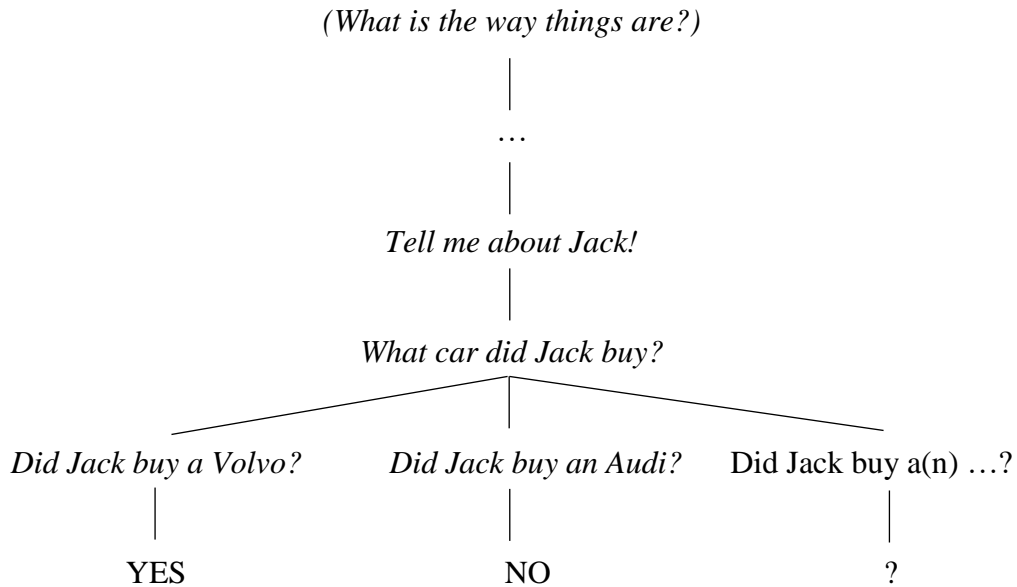 (What is the way things are?)
…
Tell me about Jack!
What car did Jack buy?
Did Jack buy a Volvo? Did Jack buy an Audi? Did Jack buy a(n) …?
YES NO ?